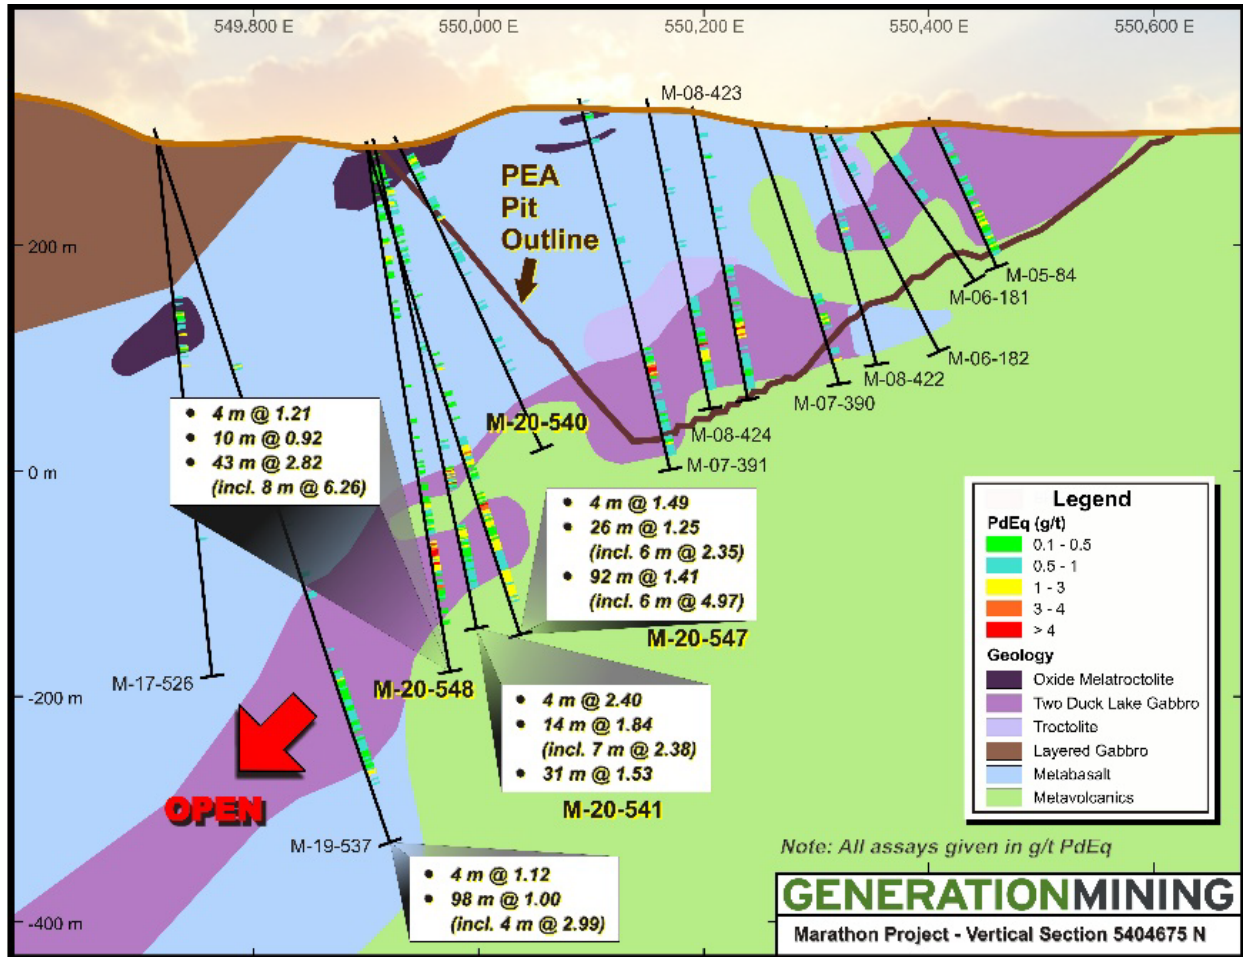 549,800 E
550,000 E
550,200 E
550,400 E
550,600 E
M-08-423
PEA
Pit
Outline
200 m
M-05-84
M-06-181
M-06-182
M-08-422
M-07-390
• 4 m @ 1.21
• 10 m @ 0.92
• 43 m @ 2.82
(incl. 8 m @ 6.26)
M-20-540
M-08-424
M-07-391
0 m
• 4 m @ 1.49
• 26 m @ 1.25
(incl. 6 m @ 2.35)
• 92 m @ 1.41
(incl. 6 m @ 4.97)
M-20-547
Legend
PdEq (g/t)
0.1 - 0.5
0.5 - 1
1 - 3
3 - 4
> 4
Geology
Oxide Melatroctolite
Two Duck Lake Gabbro
Troctolite
Layered Gabbro
Metabasalt
Metavolcanics
M-17-526
M-20-548
-200 m
• 4 m @ 2.40
• 14 m @ 1.84
(incl. 7 m @ 2.38)
• 31 m @ 1.53
M-20-541
OPEN
M-19-537
• 4 m @ 1.12
• 98 m @ 1.00
(incl. 4 m @ 2.99)
-400 m
Note: All assays given in g/t PdEq
GENERATIONMINING
Marathon Project - Vertical Section 5404675 N